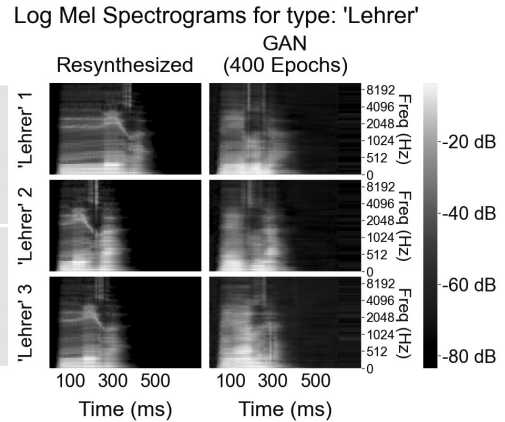 Log Mel Spectrograms for type: 'Lehrer'
Resynthesized
GAN
(400 Epochs)
'Lehrer' 1
8192
4096
2048
1024
512
0
Freq (Hz)
'Lehrer' 2
8192
4096
2048
1024
512
0
Freq (Hz)
'Lehrer' 3
8192
4096
2048
1024
512
0
Freq (Hz)
100 300 500
100 300 500
Time (ms)
Time (ms)
-20 dB
-40 dB
-60 dB
-80 dB